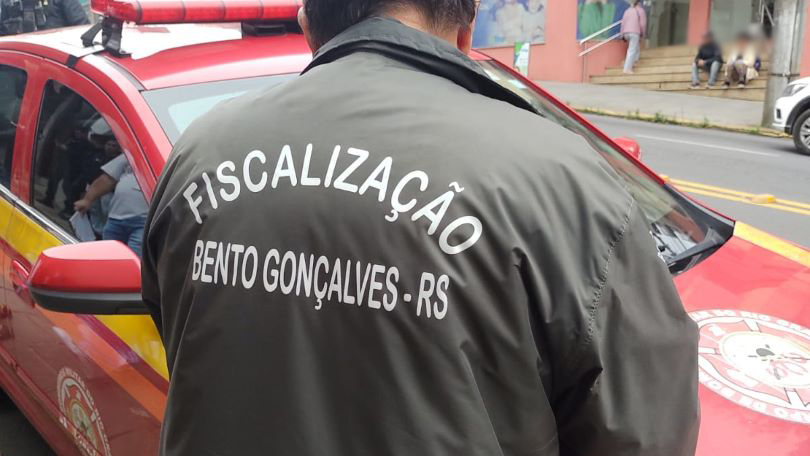 FISCALIZAÇÃO
BENTO GONÇALVES - RS